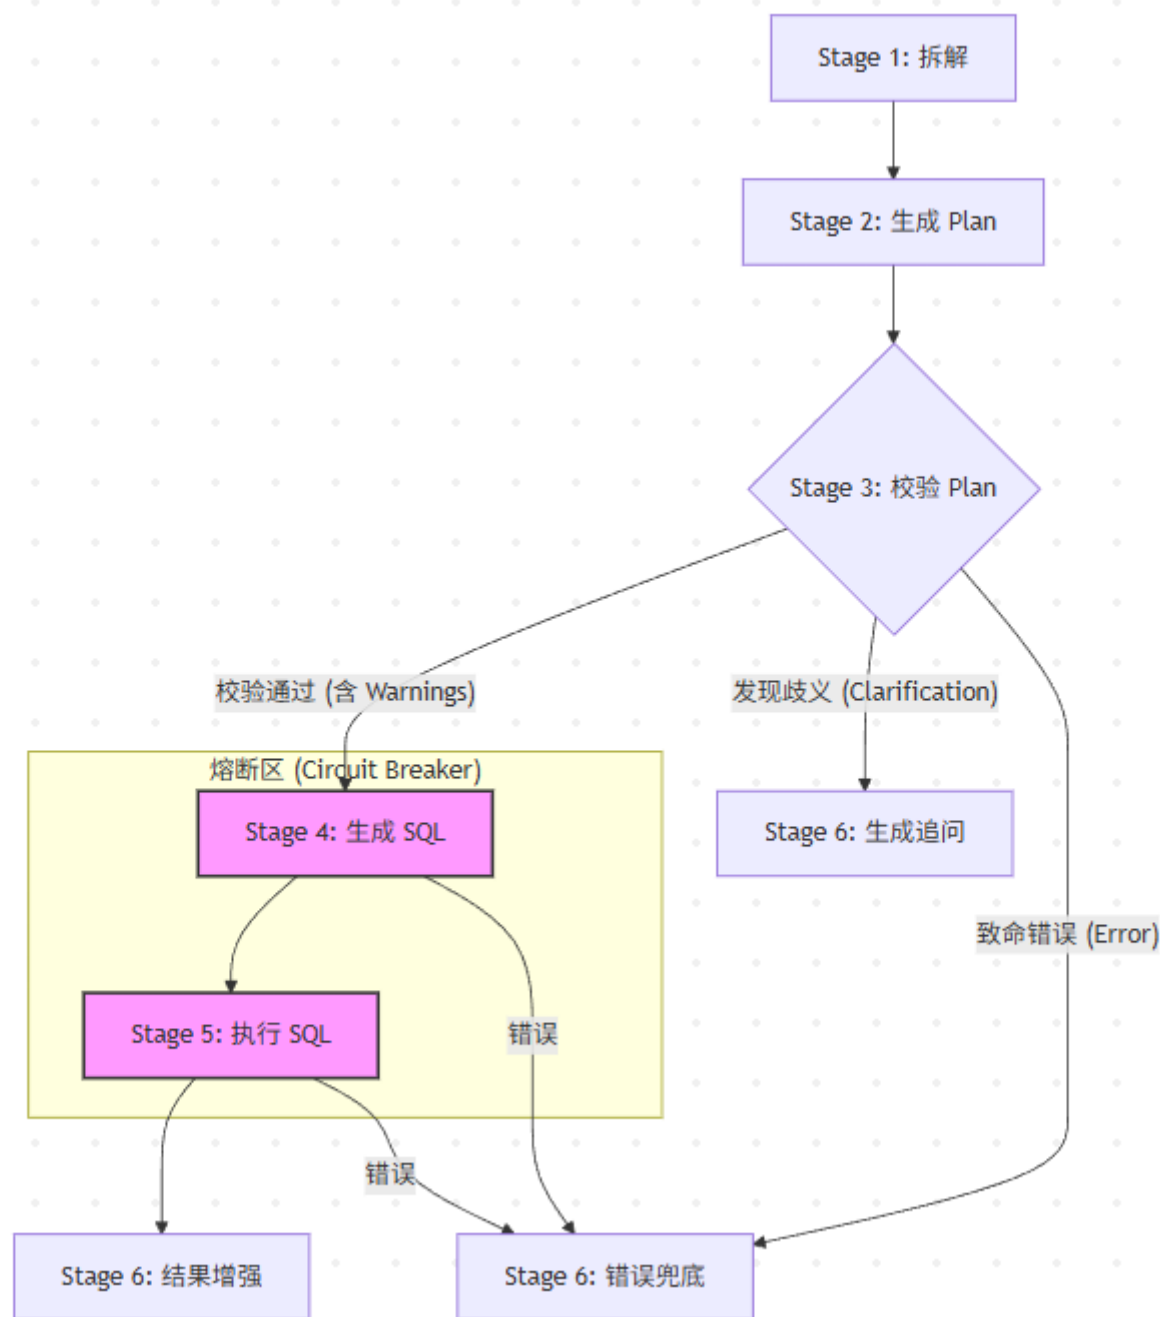 Stage 1: 拆解
Stage 2: 生成 Plan
Stage 3: 校验 Plan
校验通过 (含 Warnings)
发现歧义 (Clarification)
熔断区 (Circuit Breaker)
Stage 4: 生成 SQL
Stage 6: 生成追问
致命错误 (Error)
Stage 5: 执行 SQL
错误
错误
Stage 6: 结果增强
Stage 6: 错误兜底